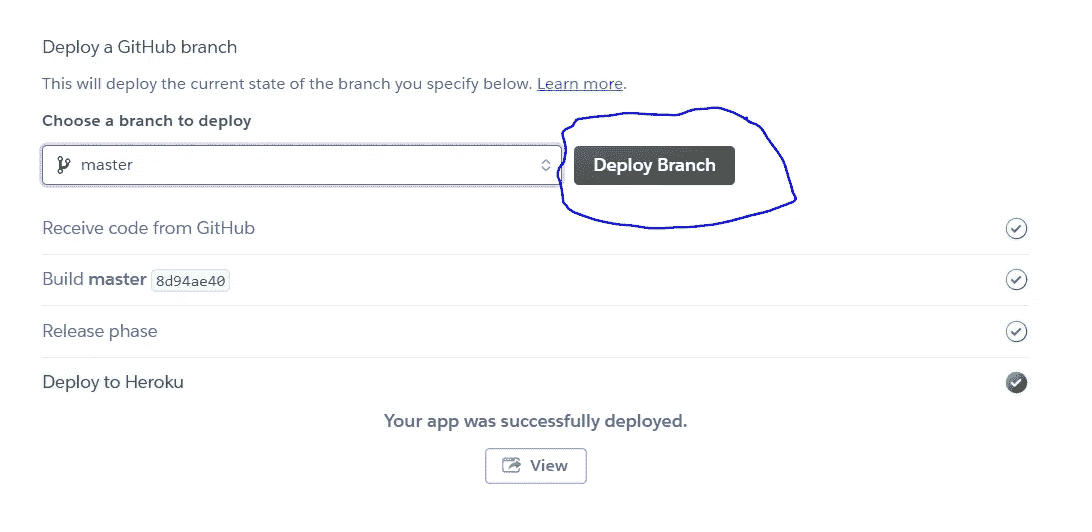 Deploy a GitHub branch
This will deploy the current state of the branch you specify below. Learn more.
Choose a branch to deploy
master
Deploy Branch
Receive code from GitHub
Build master 8d94ae40
Release phase
Deploy to Heroku
Your app was successfully deployed.
View